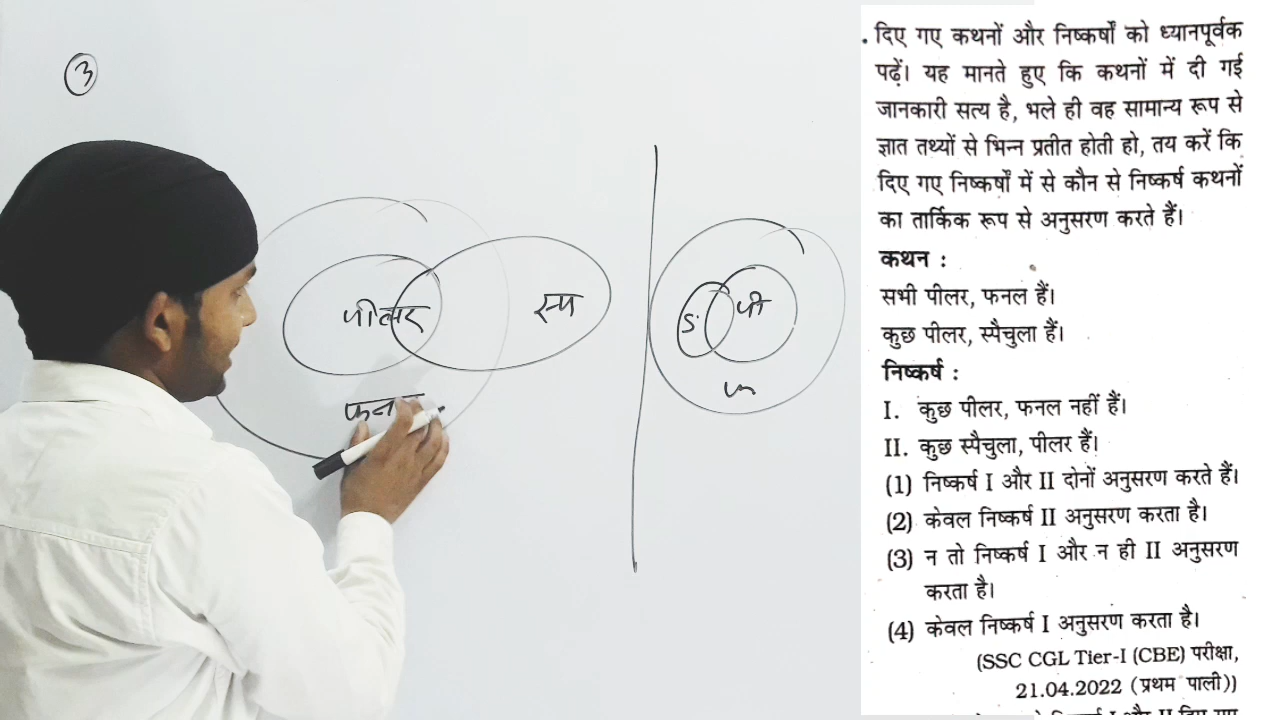 3
पीलर
स्प
फनल
S.
पी
फ
. दिए गए कथनों और निष्कर्षों को ध्यानपूर्वक
पढ़ें। यह मानते हुए कि कथनों में दी गई
जानकारी सत्य है, भले ही वह सामान्य रूप से
ज्ञात तथ्यों से भिन्न प्रतीत होती हो, तय करें कि
दिए गए निष्कर्षों में से कौन से निष्कर्ष कथनों
का तार्किक रूप से अनुसरण करते हैं।
कथन :
सभी पीलर, फनल हैं।
कुछ पीलर, स्पैचुला हैं।
निष्कर्ष :
I. कुछ पीलर, फनल नहीं हैं।
II. कुछ स्पैचुला, पीलर हैं।
(1) निष्कर्ष I और II दोनों अनुसरण करते हैं।
(2) केवल निष्कर्ष II अनुसरण करता है।
(3) न तो निष्कर्ष I और न ही II अनुसरण
करता है।
(4) केवल निष्कर्ष I अनुसरण करता है।
(SSC CGL Tier-I (CBE) परीक्षा,
21.04.2022 (प्रथम पाली))